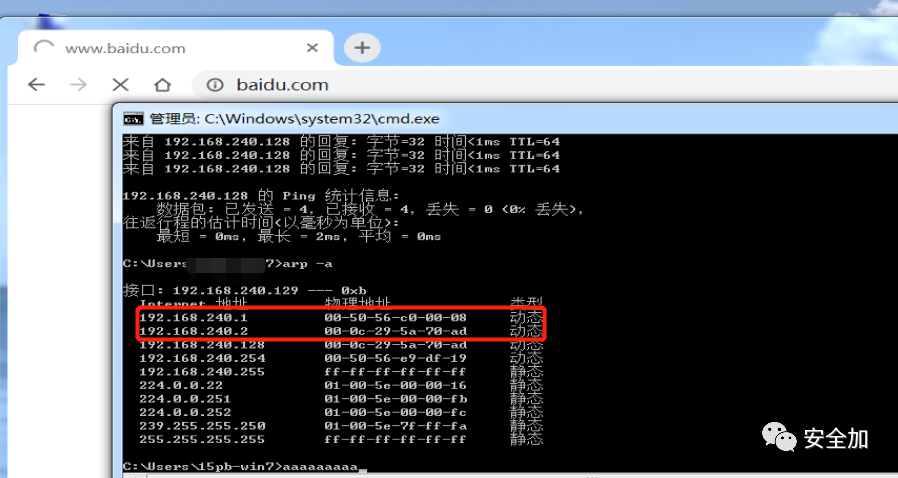 www.baidu.com
baidu.com
管理员: C:\Windows\system32\cmd.exe
来自 192.168.240.128 的回复: 字节=32 时间<1ms TTL=64
来自 192.168.240.128 的回复: 字节=32 时间<1ms TTL=64
来自 192.168.240.128 的回复: 字节=32 时间<1ms TTL=64
192.168.240.128 的 Ping 统计信息:
数据包: 已发送 = 4, 已接收 = 4, 丢失 = 0 <0% 丢失>,
往返行程的估计时间<以毫秒为单位>:
最短 = 0ms, 最长 = 2ms, 平均 = 0ms
C:\Users 7>arp -a
接口: 192.168.240.129 --- 0xb
Internet 地址 物理地址 类型
192.168.240.1 00-50-56-c0-00-08 动态
192.168.240.2 00-0c-29-5a-70-ad 动态
192.168.240.128 00-0c-29-5a-70-ad 动态
192.168.240.254 00-50-56-e9-df-19 动态
192.168.240.255 ff-ff-ff-ff-ff-ff 静态
224.0.0.22 01-00-5e-00-00-16 静态
224.0.0.251 01-00-5e-00-00-fb 静态
224.0.0.252 01-00-5e-00-00-fc 静态
239.255.255.250 01-00-5e-7f-ff-fa 静态
255.255.255.255 ff-ff-ff-ff-ff-ff 静态
C:\Users\15pb-win7>aaaaaaaaa_
安全加